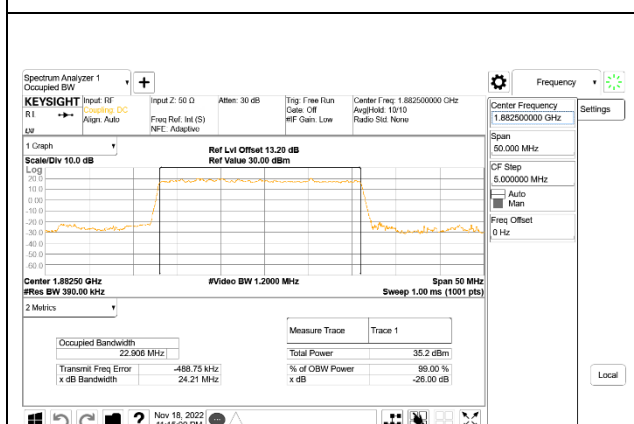 Spectrum Analyzer 1
Occupied BW
+
Frequency
KEYSIGHT Input: RF Input Z: 50 Ω Atten: 30 dB Trig: Free Run Center Freq: 1.882500000 GHz
Coupling: DC Gate: Off Avg|Hold: 10/10
Align: Auto Freq Ref: Int (S) #IF Gain: Low Radio Std: None
NFE: Adaptive
Center Frequency
1.882500000 GHz
Settings
Span
50.000 MHz
CF Step
5.000000 MHz
Auto
Man
Freq Offset
0 Hz
1 Graph
Ref Lvl Offset 13.20 dB
Scale/Div 10.0 dB Ref Value 30.00 dBm
Log
20.0
10.0
0.00
-10.0
-20.0
-30.0
-40.0
-50.0
-60.0
Center 1.88250 GHz #Video BW 1.2000 MHz Span 50 MHz
#Res BW 390.00 kHz Sweep 1.00 ms (1001 pts)
2 Metrics
Measure Trace Trace 1
Occupied Bandwidth
22.906 MHz
Total Power 35.2 dBm
Transmit Freq Error -488.75 kHz % of OBW Power 99.00 %
x dB Bandwidth 24.21 MHz x dB -26.00 dB
Local
? Nov 18, 2022